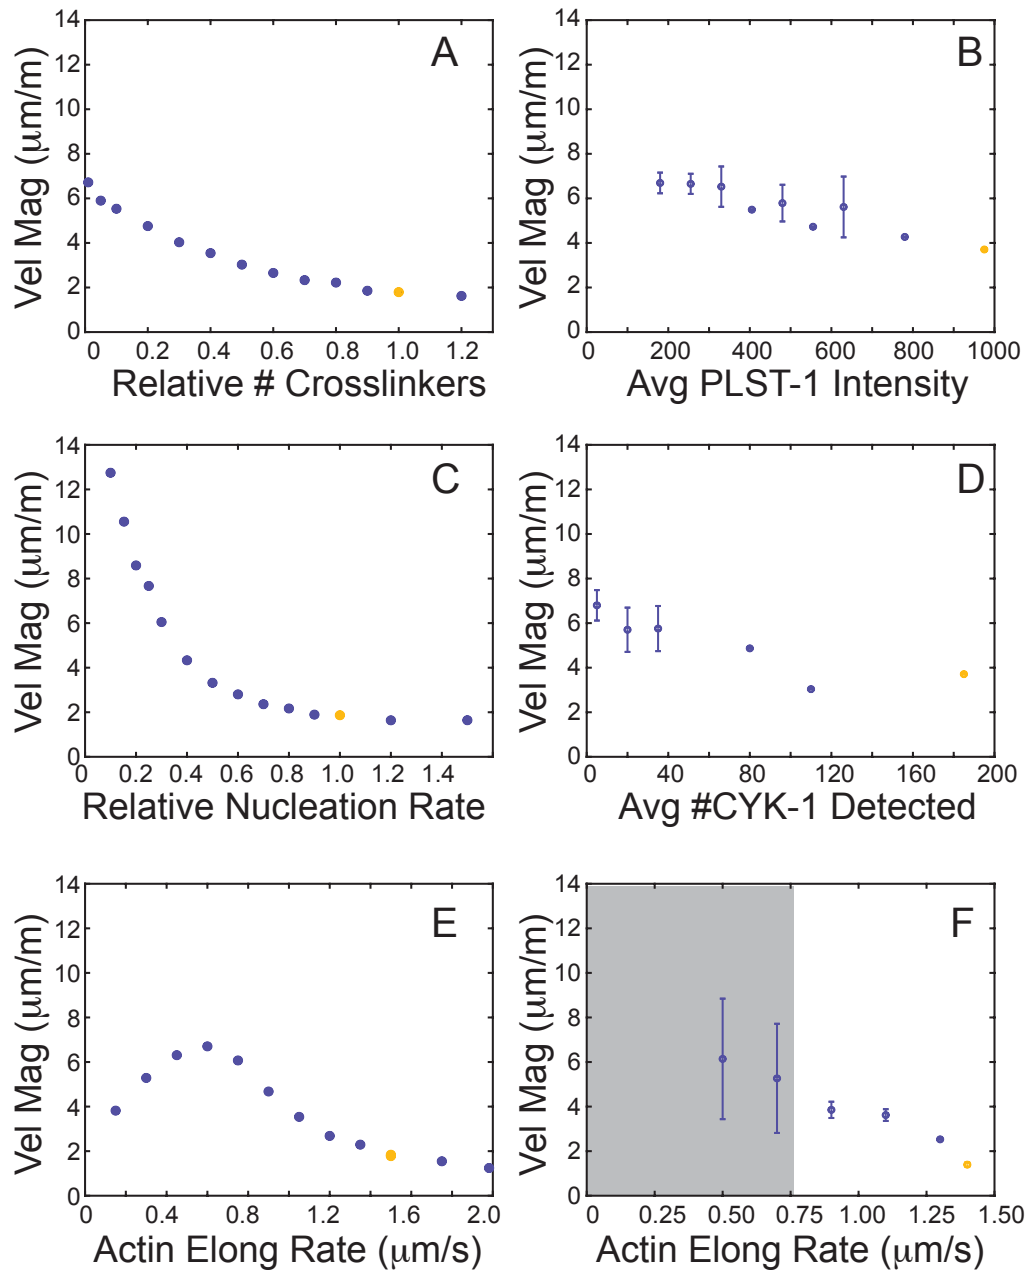 A
Vel Mag (μm/m)
14
12
10
8
6
4
2
0
0 0.2 0.4 0.6 0.8 1.0 1.2
Relative # Crosslinkers
B
Vel Mag (μm/m)
14
12
10
8
6
4
2
0
0 200 400 600 800 1000
Avg PLST-1 Intensity
C
Vel Mag (μm/m)
14
12
10
8
6
4
2
0
0 0.2 0.4 0.6 0.8 1.0 1.2 1.4
Relative Nucleation Rate
D
Vel Mag (μm/m)
14
12
10
8
6
4
2
0
0 40 80 120 160 200
Avg #CYK-1 Detected
E
Vel Mag (μm/m)
14
12
10
8
6
4
2
0
0 0.4 0.8 1.2 1.6 2.0
Actin Elong Rate (μm/s)
F
Vel Mag (μm/m)
14
12
10
8
6
4
2
0
0 0.25 0.50 0.75 1.00 1.25 1.50
Actin Elong Rate (μm/s)